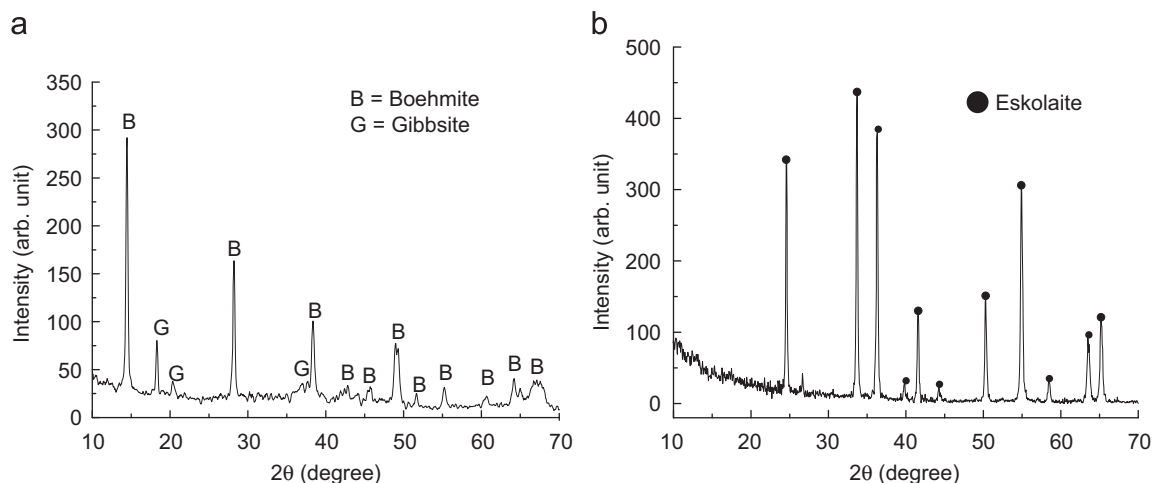 a
350
300
250
200
150
100
50
0
Intensity (arb. unit)
B = Boehmite
G = Gibbsite
B
G
G
B
G
B
B
B
B
B
B
B
B
B
10 20 30 40 50 60 70
2θ (degree)
b
500
400
300
200
100
0
Intensity (arb. unit)
Eskolaite
10 20 30 40 50 60 70
2θ (degree)